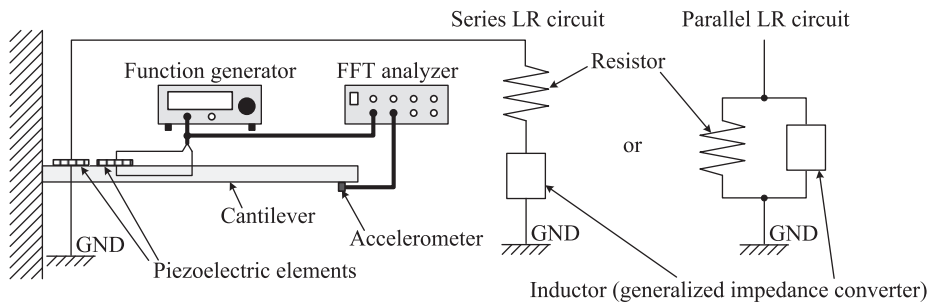 Series LR circuit
Parallel LR circuit
Function generator
FFT analyzer
Resistor
or
Cantilever
GND
Accelerometer
GND
GND
Piezoelectric elements
Inductor (generalized impedance converter)